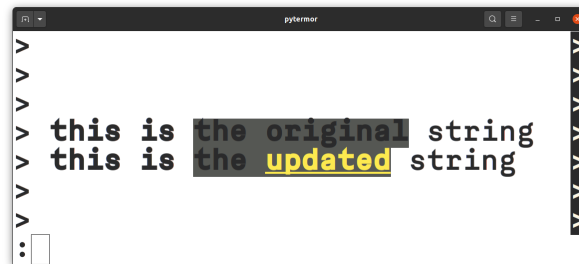 pytermor
>
>
>
> this is the original string
> this is the updated string
>
>
: